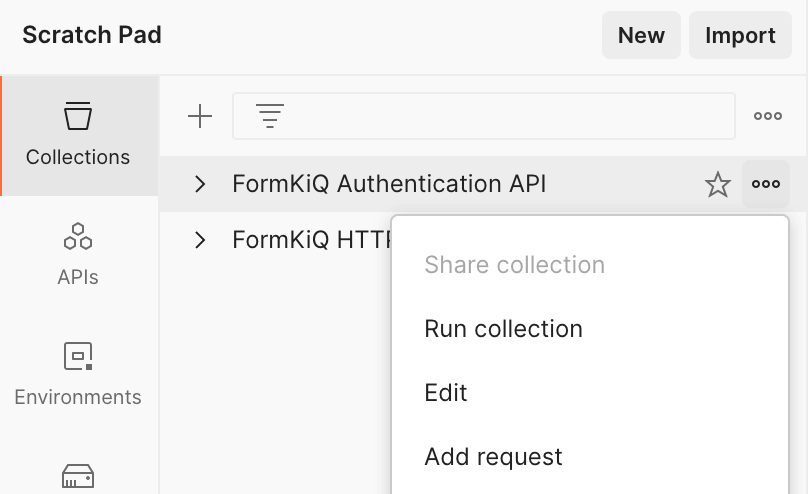 Scratch Pad
New
Import
Collections
FormKiQ Authentication API
APIs
FormKiQ HTTP
Share collection
Run collection
Environments
Edit
Add request